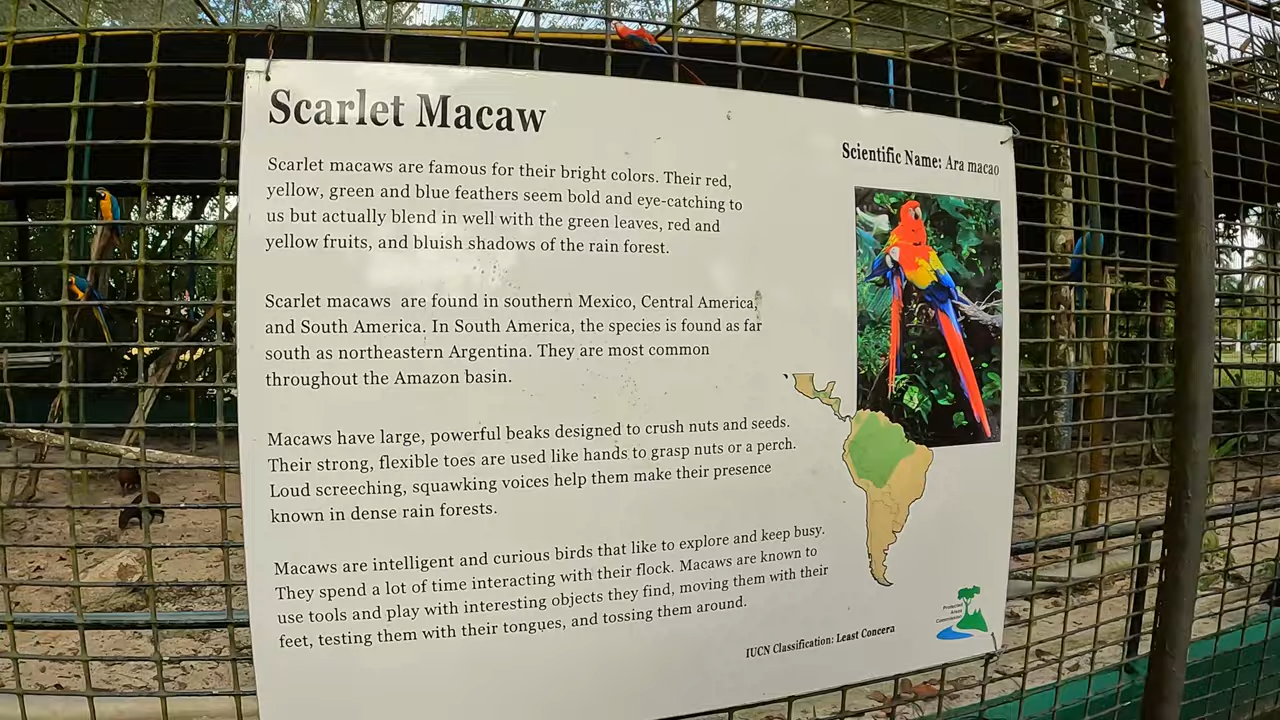 Scarlet Macaw
Scientific Name: Ara macao
Scarlet macaws are famous for their bright colors. Their red,
yellow, green and blue feathers seem bold and eye-catching to
us but actually blend in well with the green leaves, red and
yellow fruits, and bluish shadows of the rain forest.
Scarlet macaws are found in southern Mexico, Central America,
and South America. In South America, the species is found as far
south as northeastern Argentina. They are most common
throughout the Amazon basin.
Macaws have large, powerful beaks designed to crush nuts and seeds.
Their strong, flexible toes are used like hands to grasp nuts or a perch.
Loud screeching, squawking voices help them make their presence
known in dense rain forests.
Macaws are intelligent and curious birds that like to explore and keep busy.
They spend a lot of time interacting with their flock. Macaws are known to
use tools and play with interesting objects they find, moving them with their
feet, testing them with their tongues, and tossing them around.
IUCN Classification: Least Concera
Protected
Areas